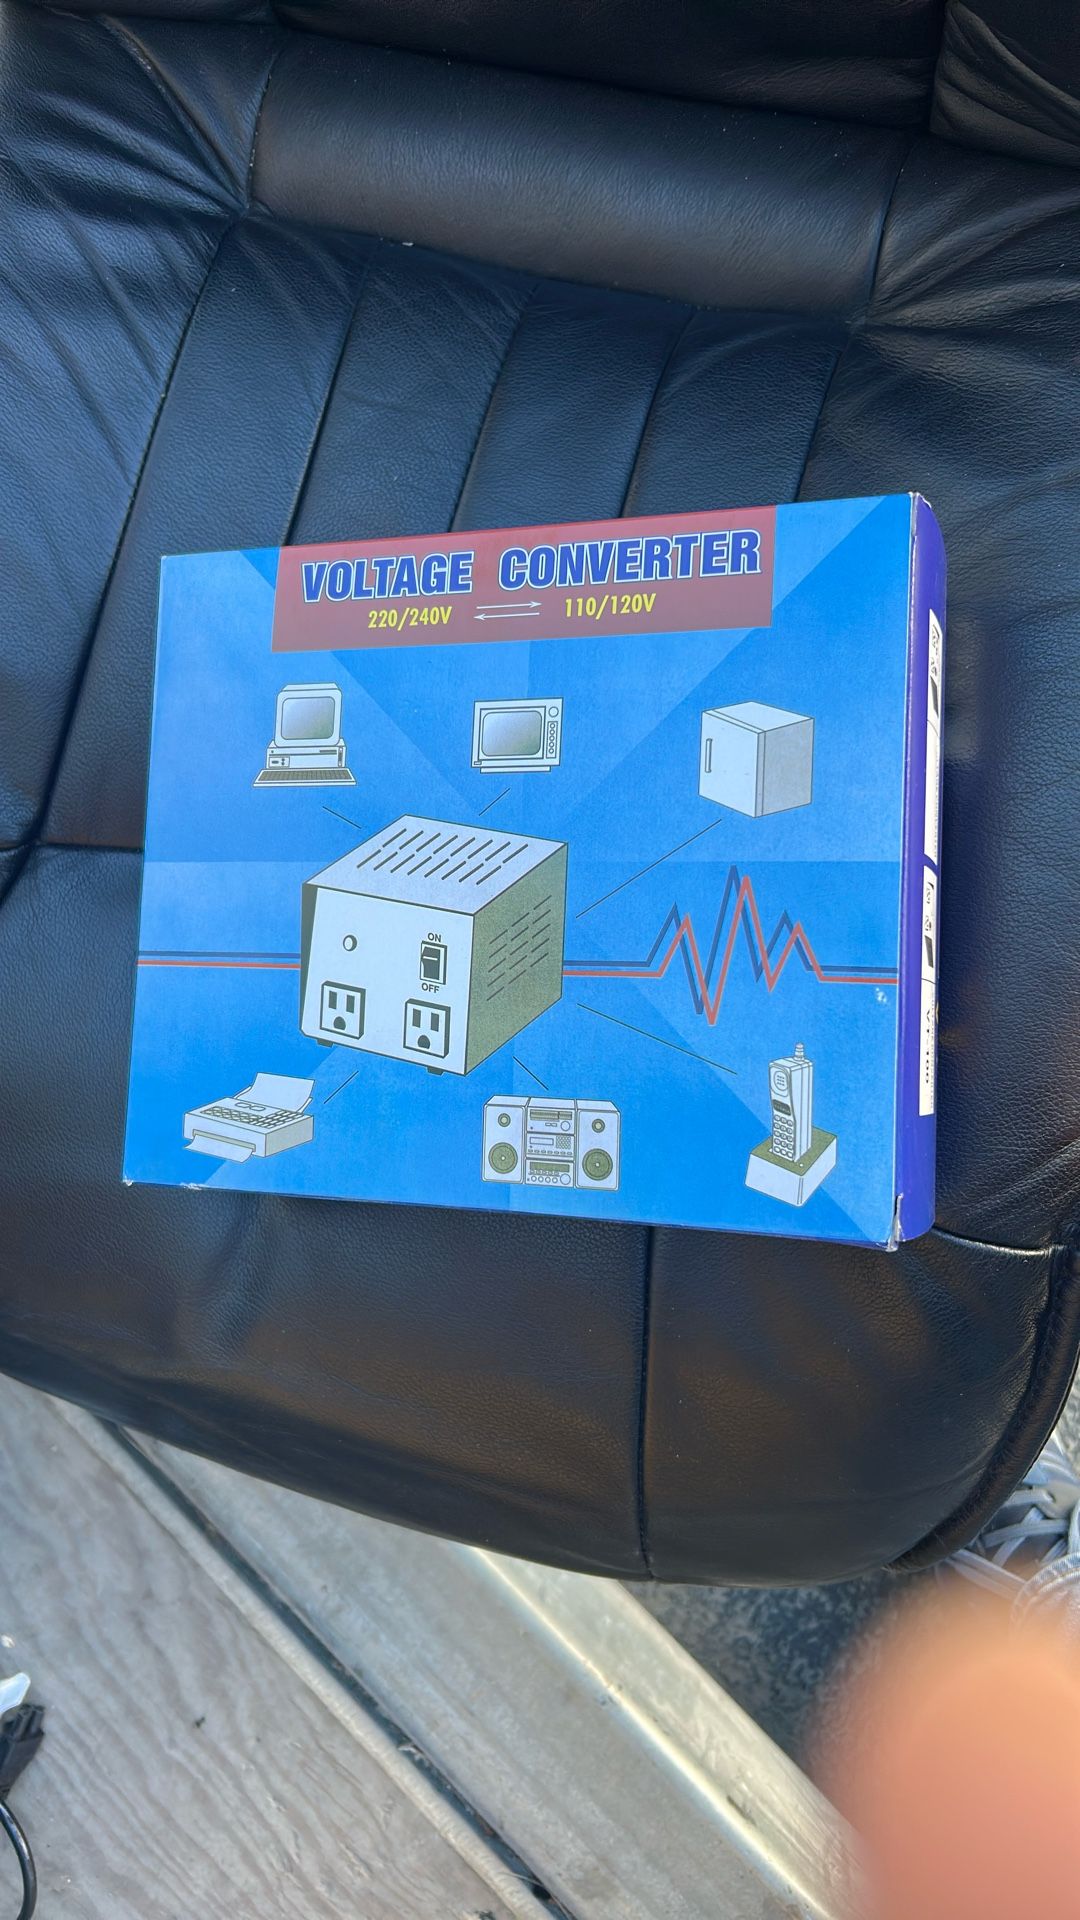 VOLTAGE CONVERTER
220/240V 110/120V
ON
OFF